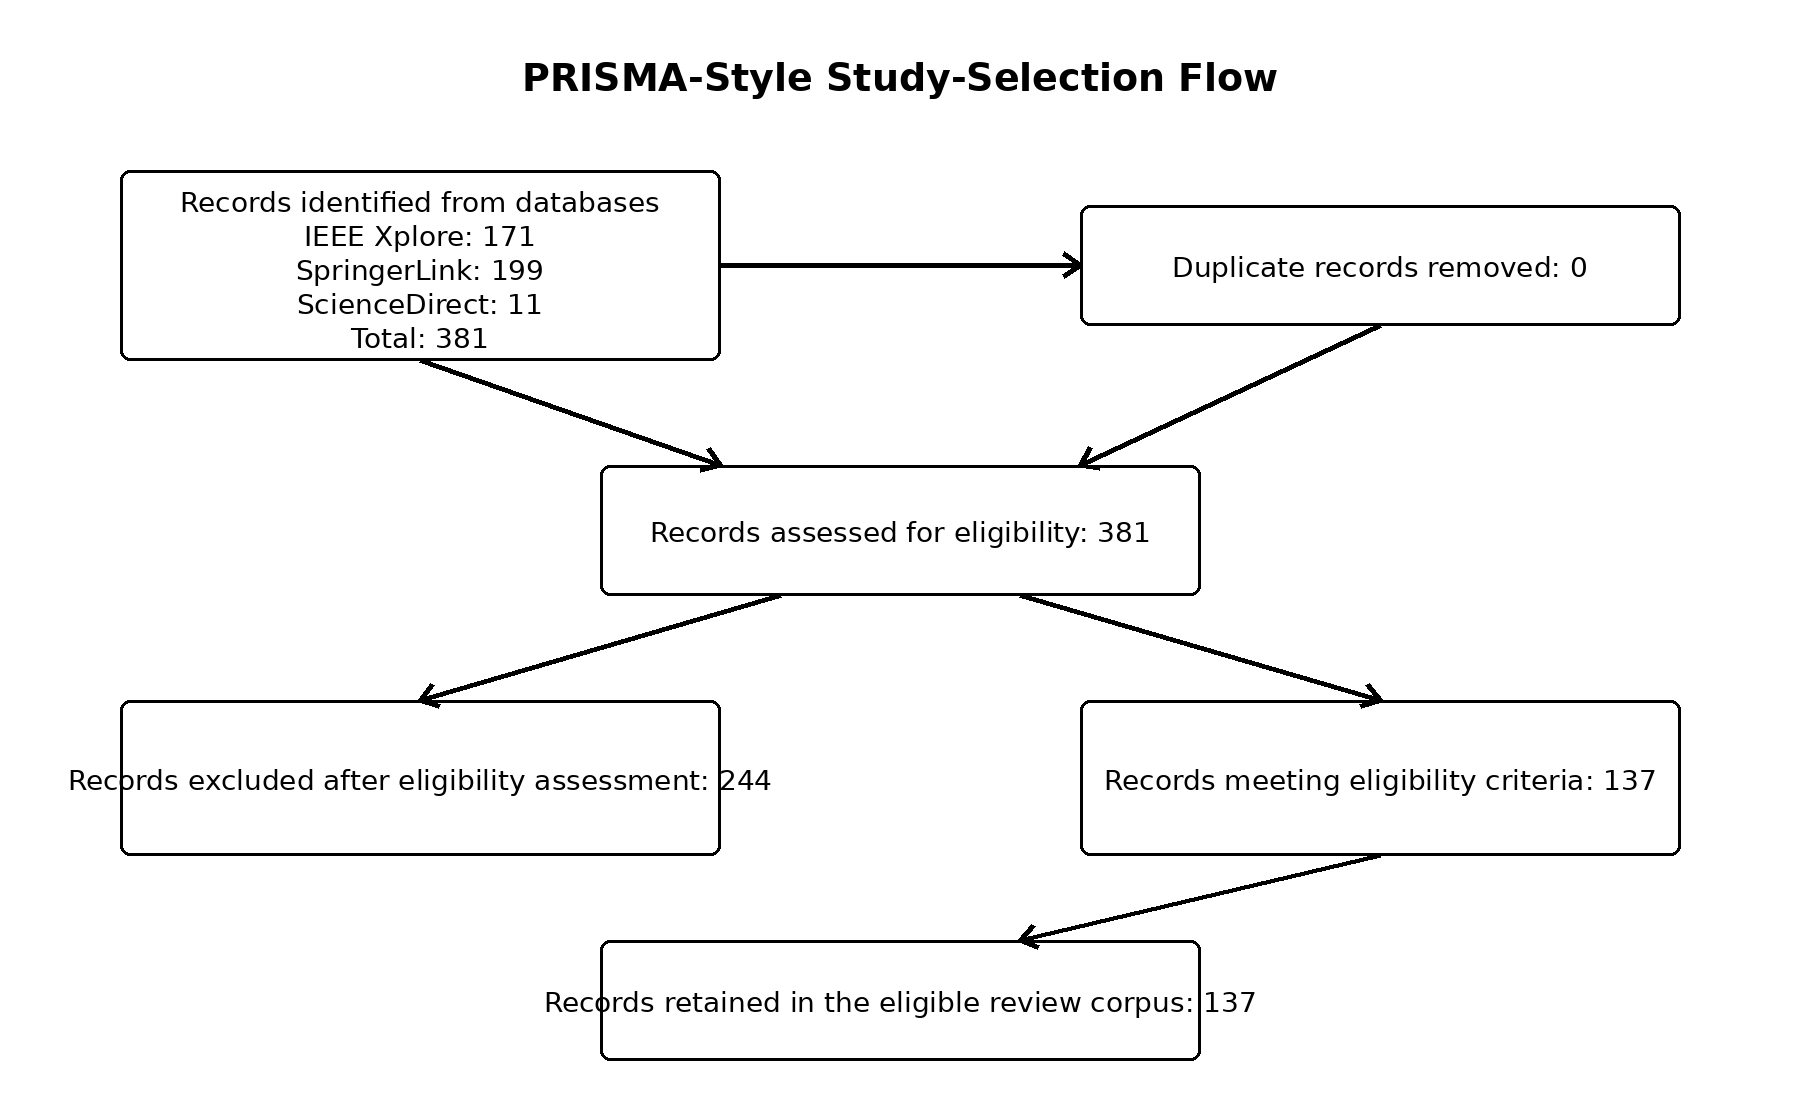 PRISMA-Style Study-Selection Flow
Records identified from databases
IEEE Xplore: 171
SpringerLink: 199
ScienceDirect: 11
Total: 381
Duplicate records removed: 0
Records assessed for eligibility: 381
Records excluded after eligibility assessment: 244
Records meeting eligibility criteria: 137
Records retained in the eligible review corpus: 137